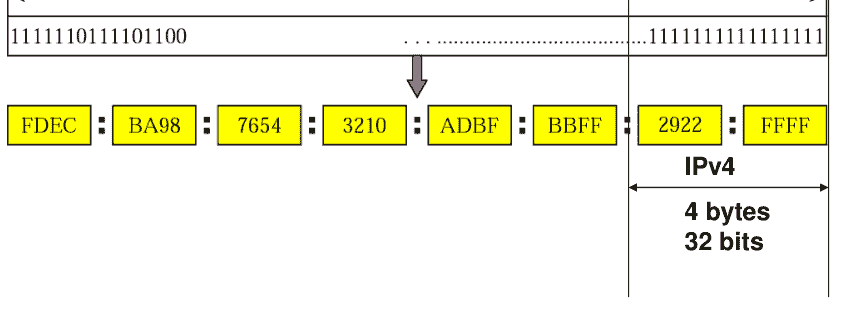 1111110111101100 ... ....................................... 1111111111111111
FDEC : BA98 : 7654 : 3210 : ADBF : BBFF : 2922 : FFFF
IPv4
4 bytes
32 bits